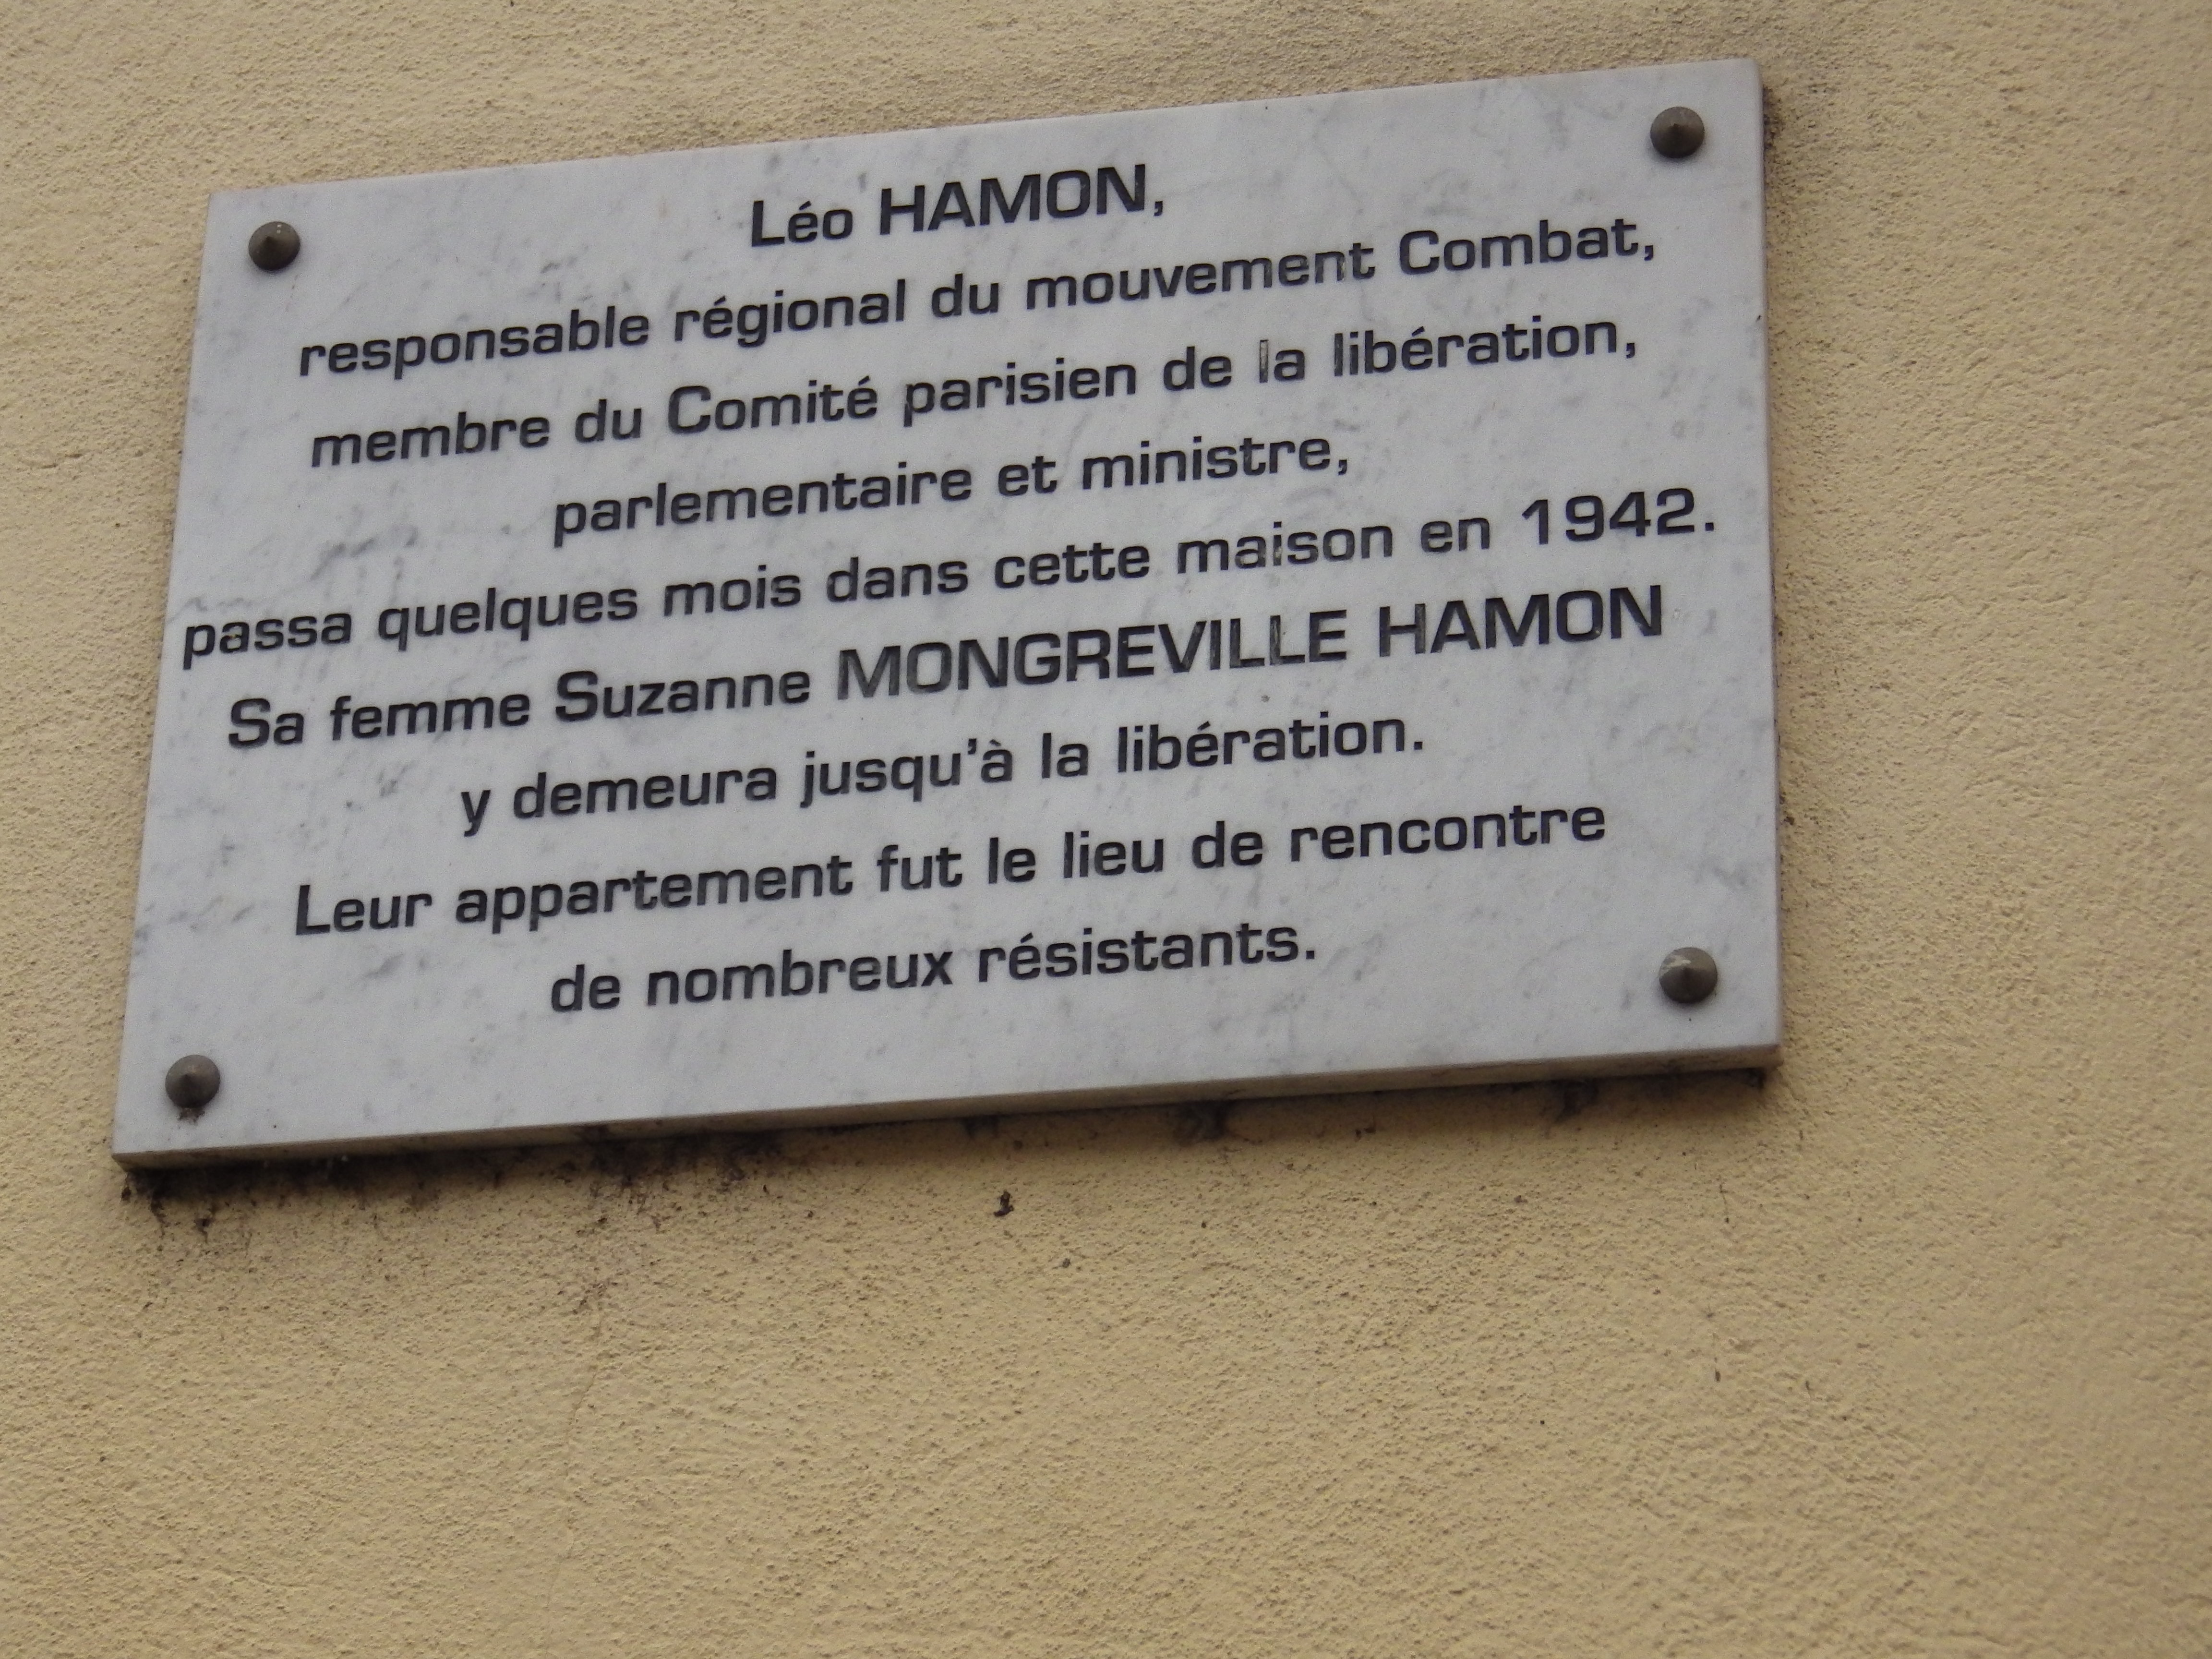 Léo HAMON,
responsable régional du mouvement Combat,
membre du Comité parisien de la libération,
parlementaire et ministre,
passa quelques mois dans cette maison en 1942.
Sa femme Suzanne MONGREVILLE HAMON
y demeura jusqu'à la libération.
Leur appartement fut le lieu de rencontre
de nombreux résistants.